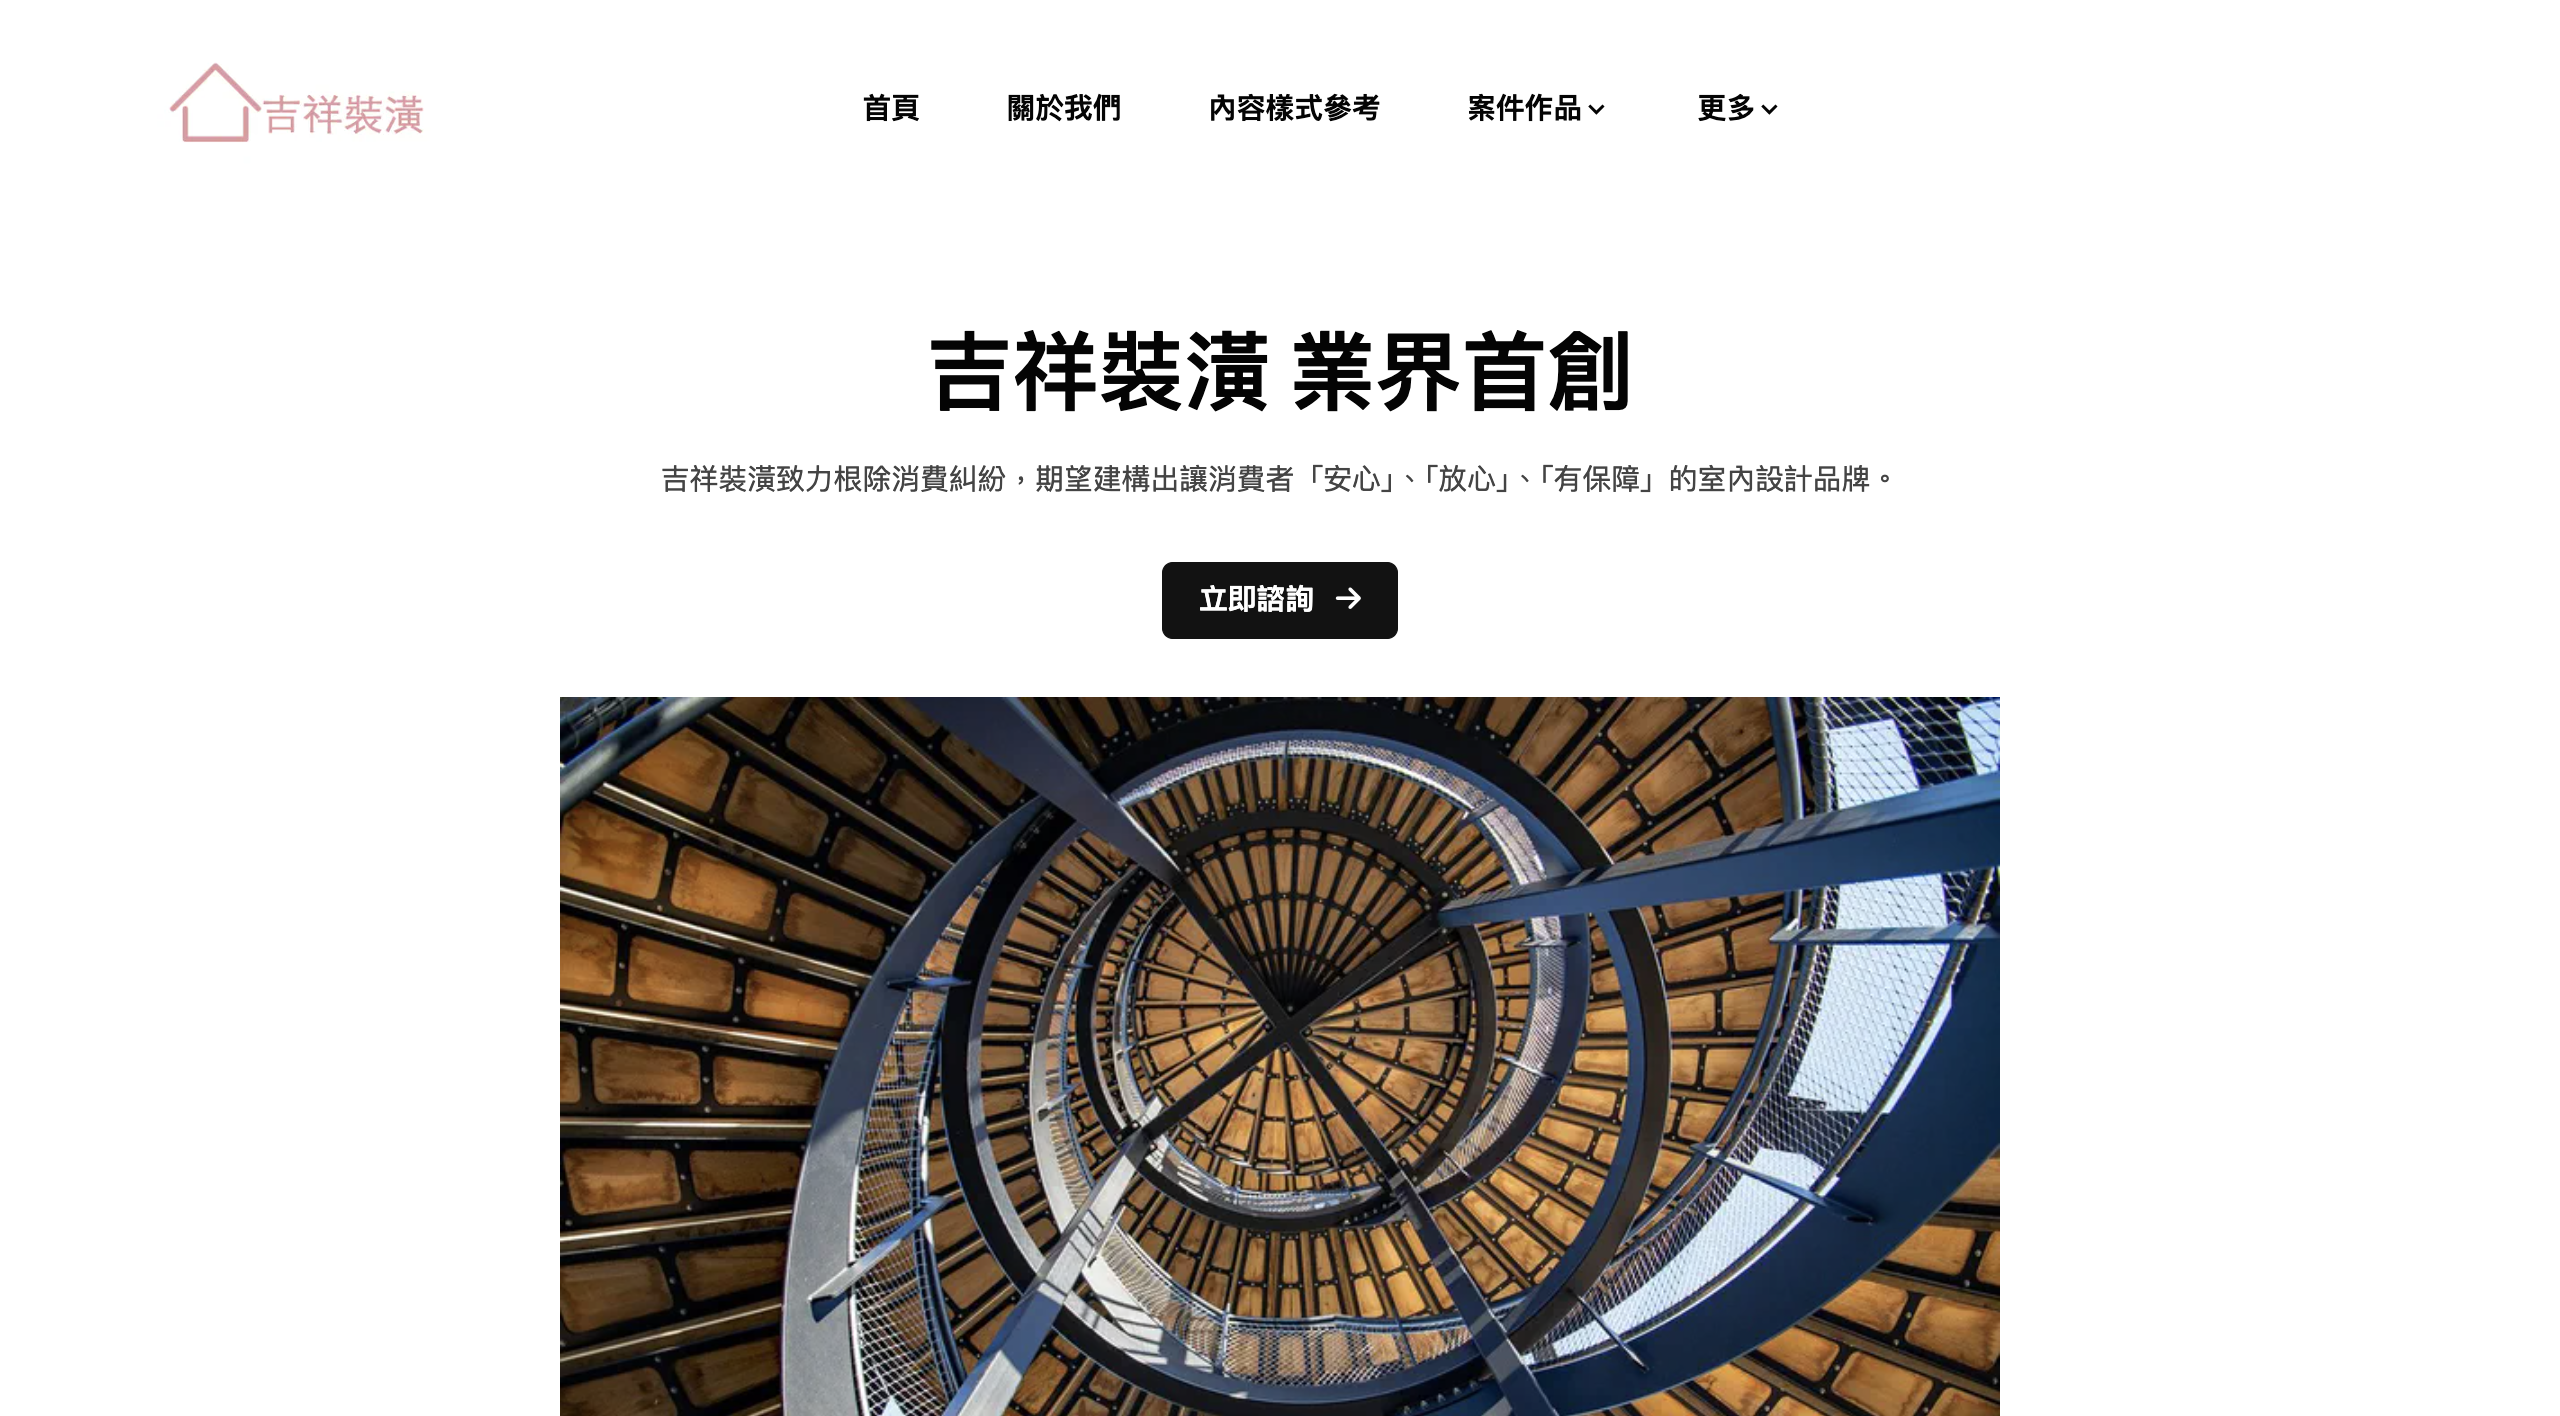 吉祥裝潢
首頁 關於我們 內容樣式參考 案件作品 更多
吉祥裝潢 業界首創
吉祥裝潢致力根除消費糾紛，期望建構出讓消費者「安心」、「放心」、「有保障」的室內設計品牌。
立即諮詢 →